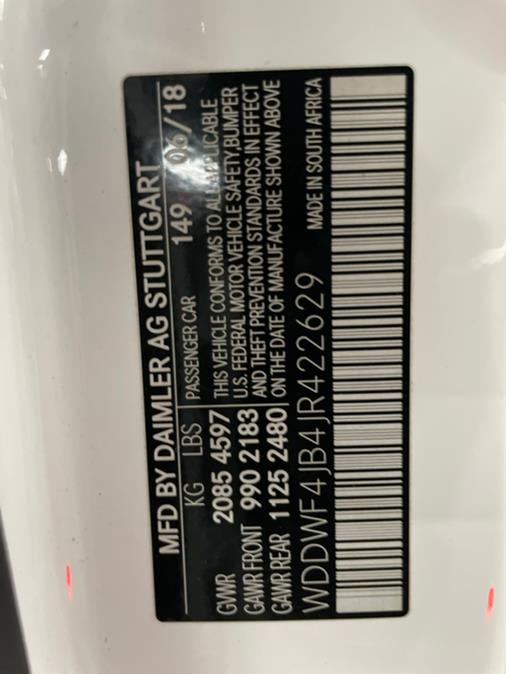 MFD BY DAIMLER AG STUTTGART
KG LBS PASSENGER CAR 149 06/18
GVWR 2085 4597 THIS VEHICLE CONFORMS TO ALL APPLICABLE
GAWR FRONT 990 2183 U.S. FEDERAL MOTOR VEHICLE SAFETY,BUMPER
AND THEFT PREVENTION STANDARDS IN EFFECT
GAWR REAR 1125 2480 ON THE DATE OF MANUFACTURE SHOWN ABOVE
WDDWF4JB4JR422629 MADE IN SOUTH AFRICA